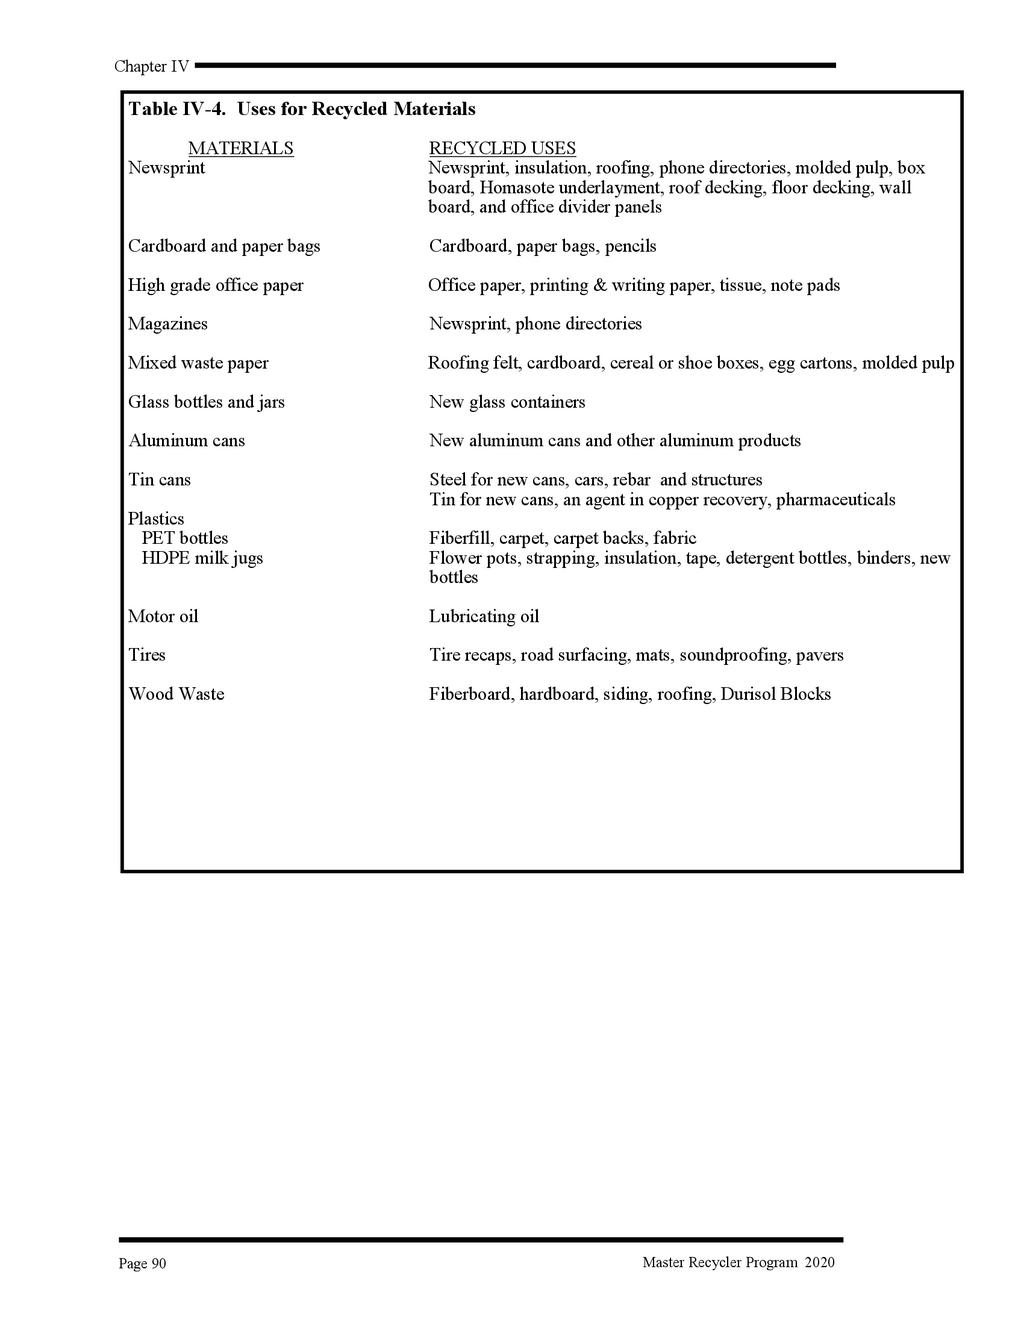 Chapter IV
Table IV-4.  Uses for Recycled Materials
MATERIALS RECYCLED USES
Newsprint Newsprint, insulation, roofing, phone directories, molded pulp, box
board, Homasote underlayment, roof decking, floor decking, wall
board, and office divider panels
Cardboard and paper bags Cardboard, paper bags, pencils
High grade office paper Office paper, printing & writing paper, tissue, note pads
Magazines Newsprint, phone directories
Mixed waste paper Roofing felt, cardboard, cereal or shoe boxes, egg cartons, molded pulp
Glass bottles and jars New glass containers
Aluminum cans New aluminum cans and other aluminum products
Tin cans Steel for new cans, cars, rebar  and structures
Tin for new cans, an agent in copper recovery, pharmaceuticals
Plastics
PET bottles Fiberfill, carpet, carpet backs, fabric
HDPE milk jugs Flower pots, strapping, insulation, tape, detergent bottles, binders, new
bottles
Motor oil Lubricating oil
Tires Tire recaps, road surfacing, mats, soundproofing, pavers
Wood Waste Fiberboard, hardboard, siding, roofing, Durisol Blocks
Page 90 Master Recycler Program  2020